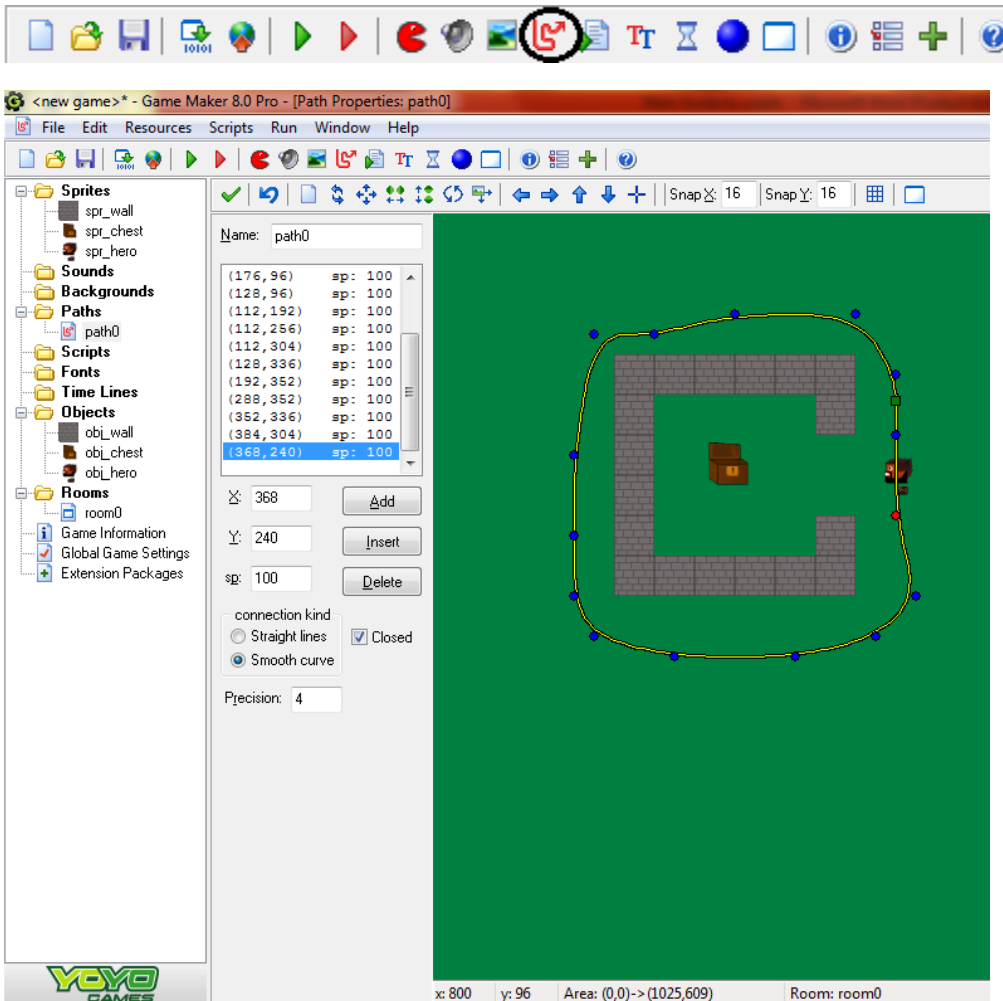 10101
TT
<new game>* - Game Maker 8.0 Pro - [Path Properties: path0]
File Edit Resources Scripts Run Window Help
10101
TT
Sprites
spr_wall
spr_chest
spr_hero
Sounds
Backgrounds
Paths
path0
Scripts
Fonts
Time Lines
Objects
obj_wall
obj_chest
obj_hero
Rooms
room0
Game Information
Global Game Settings
Extension Packages
YOYO
GAMES
Snap X: 16 Snap Y: 16
Name: path0
(176,96) sp: 100
(128,96) sp: 100
(112,192) sp: 100
(112,256) sp: 100
(112,304) sp: 100
(128,336) sp: 100
(192,352) sp: 100
(288,352) sp: 100
(352,336) sp: 100
(384,304) sp: 100
(368,240) sp: 100
X: 368 Add
Y: 240 Insert
sp: 100 Delete
connection kind
Straight lines Closed
Smooth curve
Precision: 4
x: 800 y: 96 Area: (0,0)->(1025,609) Room: room0